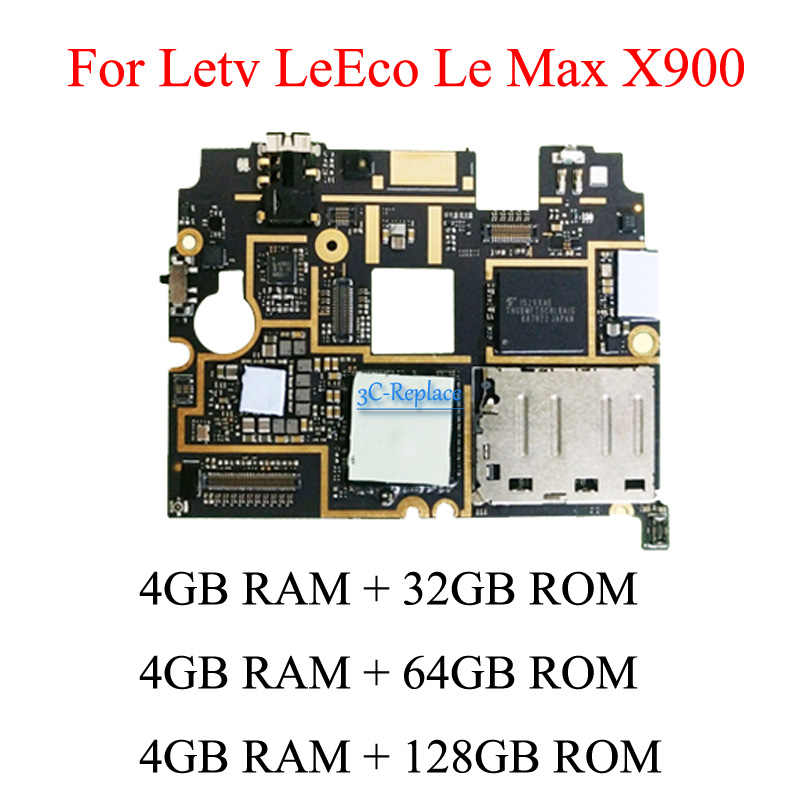 For Letv LeEco Le Max X900
3C-Replace
4GB RAM + 32GB ROM
4GB RAM + 64GB ROM
4GB RAM + 128GB ROM